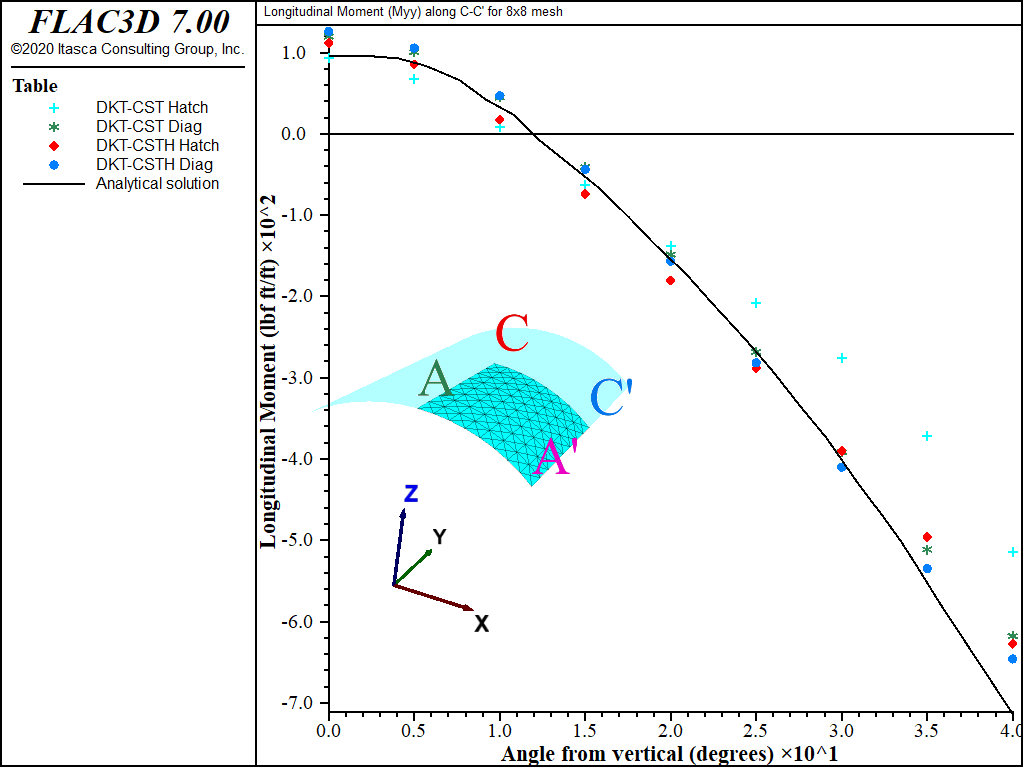 FLAC3D 7.00
©2020 Itasca Consulting Group, Inc.
Table
DKT-CST Hatch
DKT-CST Diag
DKT-CSTH Hatch
DKT-CSTH Diag
Analytical solution
Longitudinal Moment (Myy) along C-C' for 8x8 mesh
Longitudinal Moment (lbf ft/ft) ×10^2
1.0
0.0
-1.0
-2.0
-3.0
-4.0
-5.0
-6.0
-7.0
C
A
C'
A'
Z
Y
X
0.0 0.5 1.0 1.5 2.0 2.5 3.0 3.5 4.0
Angle from vertical (degrees) ×10^1